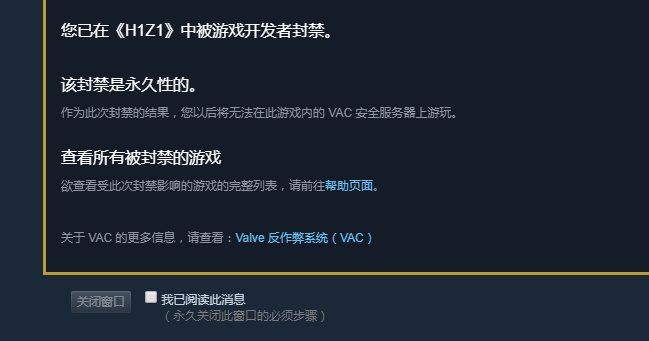 您已在《H1Z1》中被游戏开发者封禁。
该封禁是永久性的。
作为此次封禁的结果，您以后将无法在此游戏内的 VAC 安全服务器上游玩。
查看所有被封禁的游戏
欲查看受此次封禁影响的游戏的完整列表，请前往帮助页面。
关于 VAC 的更多信息，请查看：Valve 反作弊系统（VAC）
关闭窗口 我已阅读此消息
（永久关闭此窗口的必须步骤）